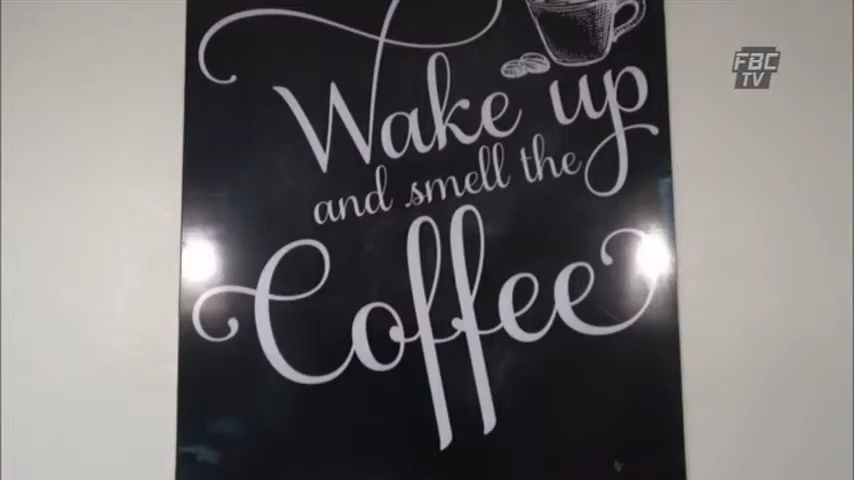 FBC
TV
Wake up
and smell the
Coffee